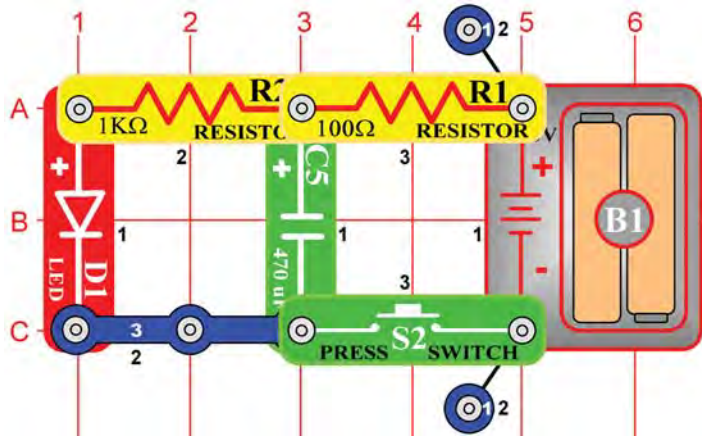 1 2 3 4 5 6
1 2
A
R2 R1
1KΩ RESISTO 100Ω RESISTOR V
2 3
+ + C5 +
B 1 1 1 B1
D1 LED 470 -
3
C 3 S2
2 PRESS SWITCH
1 2